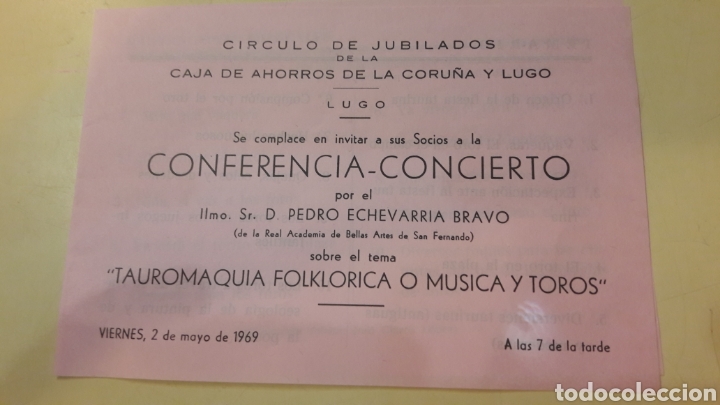 CIRCULO DE JUBILADOS
DE LA
CAJA DE AHORROS DE LA CORUÑA Y LUGO
LUGO
Se complace en invitar a sus Socios a la
CONFERENCIA-CONCIERTO
por el
Ilmo. Sr. D. PEDRO ECHEVARRIA BRAVO
(de la Real Academia de Bellas Artes de San Fernando)
sobre el tema
"TAUROMAQUIA FOLKLORICA O MUSICA Y TOROS"
VIERNES, 2 de mayo de 1969
A las 7 de la tarde
todocoleccion